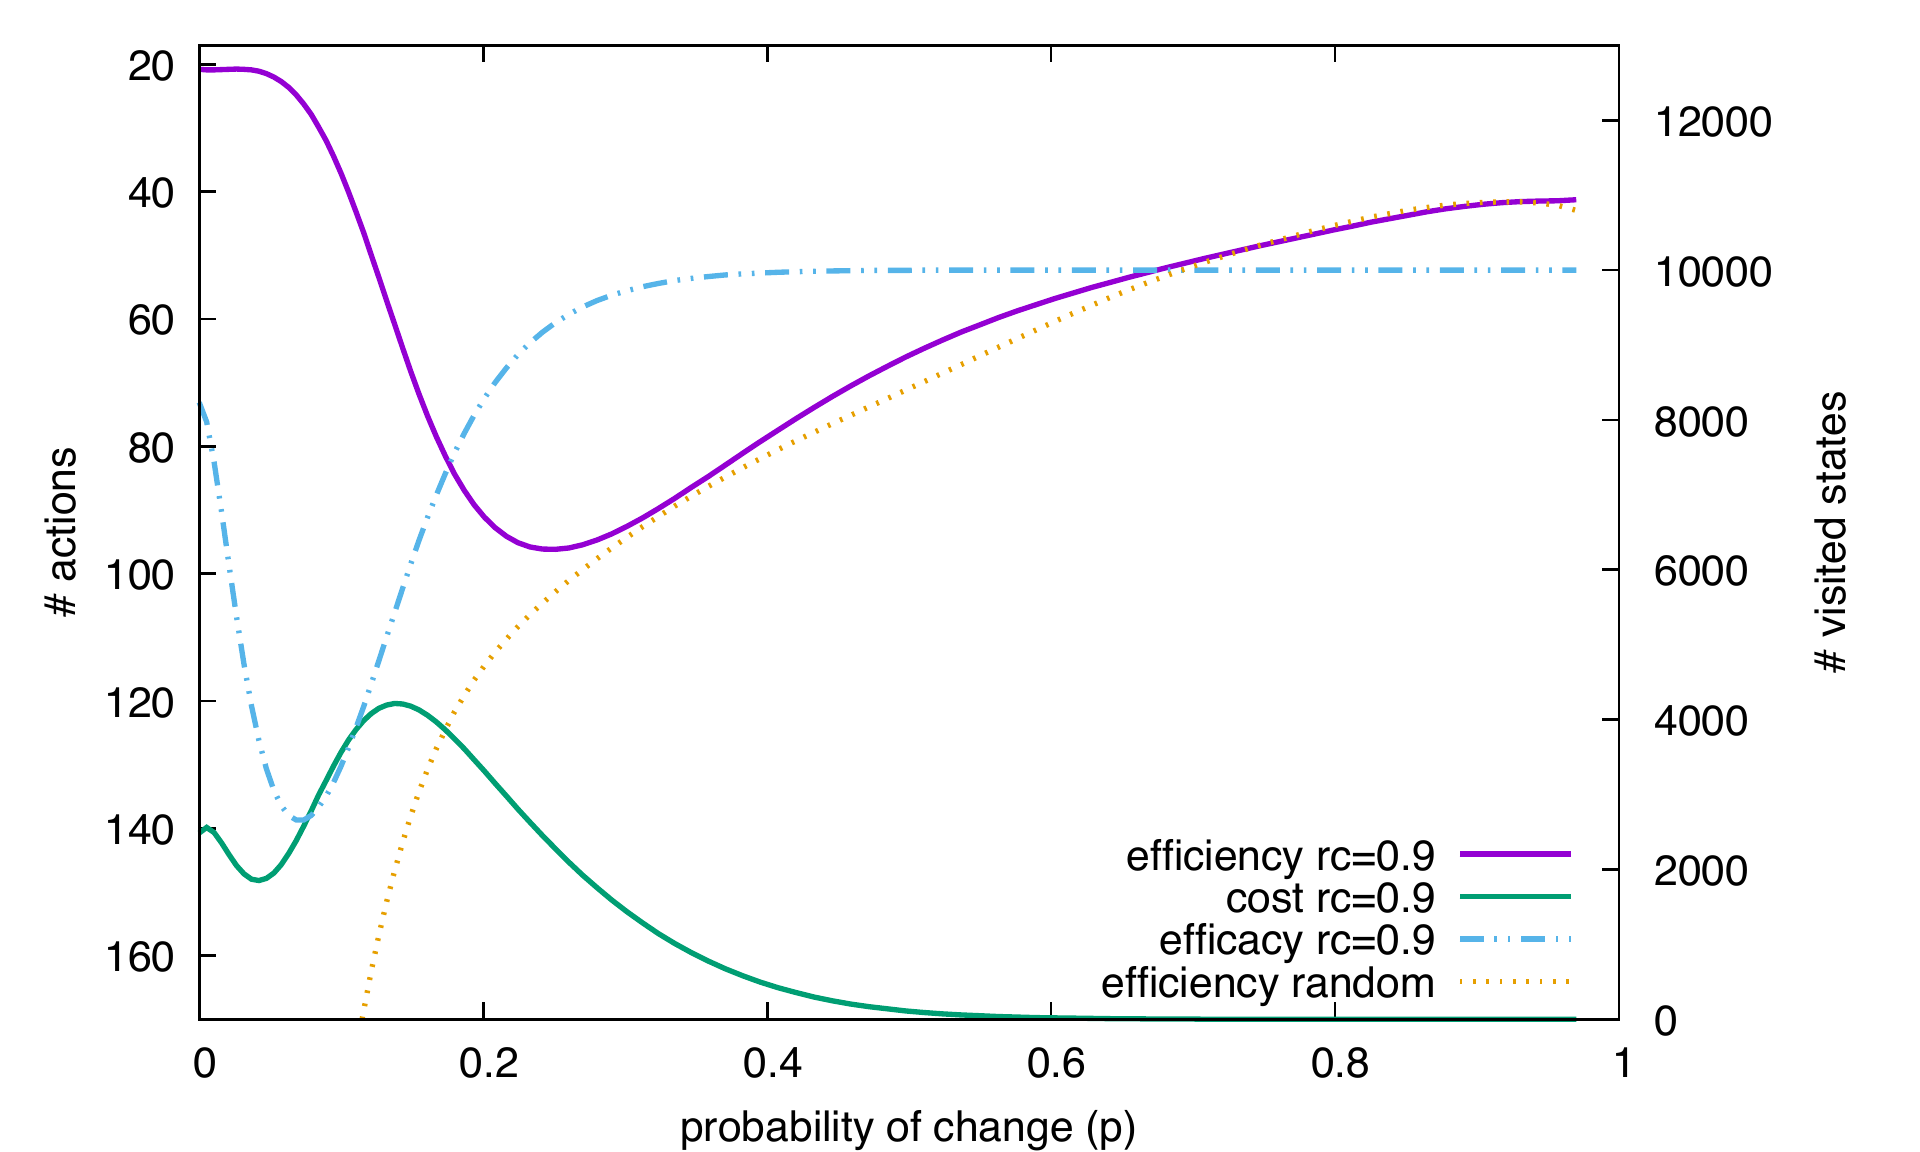 20
40
60
80
100
120
140
160
# actions
12000
10000
8000
6000
4000
2000
0
# visited states
efficiency rc=0.9
cost rc=0.9
efficacy rc=0.9
efficiency random
0 0.2 0.4 0.6 0.8 1
probability of change (p)